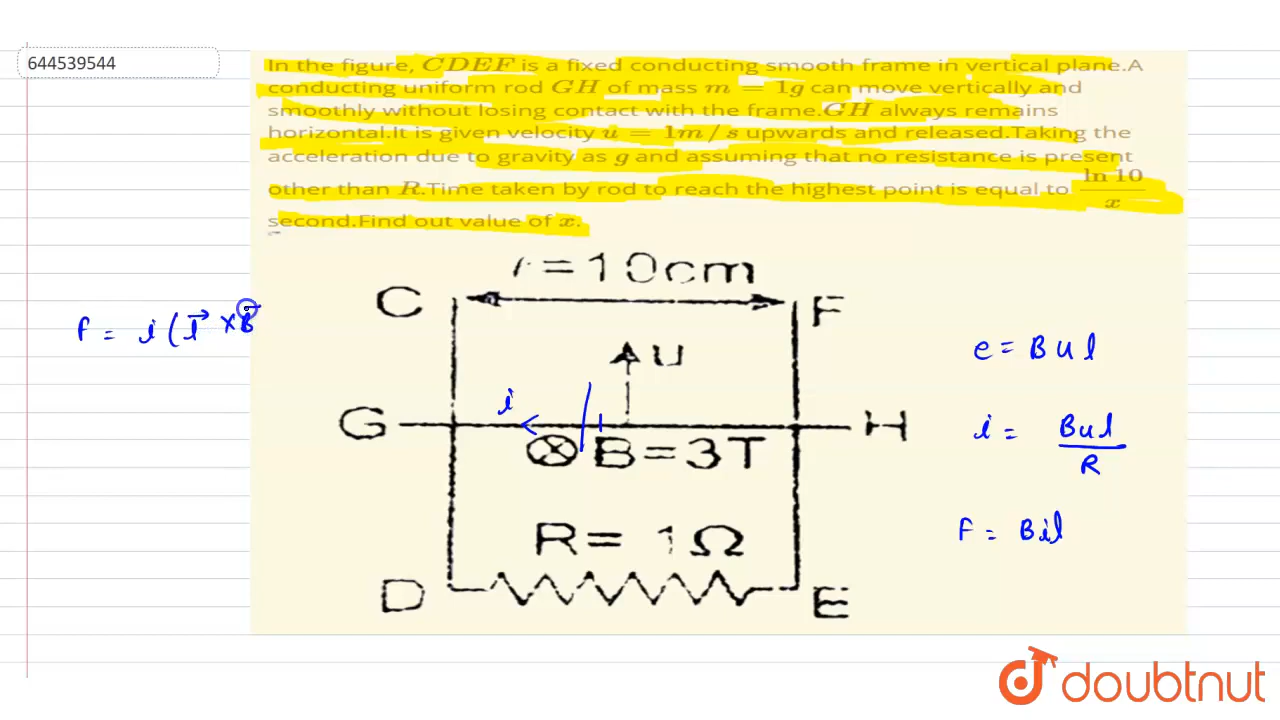 644539544
In the figure, CDEF is a fixed conducting smooth frame in vertical plane.A
conducting uniform rod GH of mass m = 1g can move vertically and
smoothly without losing contact with the frame.GH always remains
horizontal.It is given velocity u = 1m/s upwards and released.Taking the
acceleration due to gravity as g and assuming that no resistance is present
other than R.Time taken by rod to reach the highest point is equal to ln 10 / x
second.Find out value of x.
l = 10cm
C F
f = i ( l × B
U
e = B u l
i
G H
i = Bul / R
⊗ B = 3T
F = Bil
R = 1Ω
D E
doubtnut